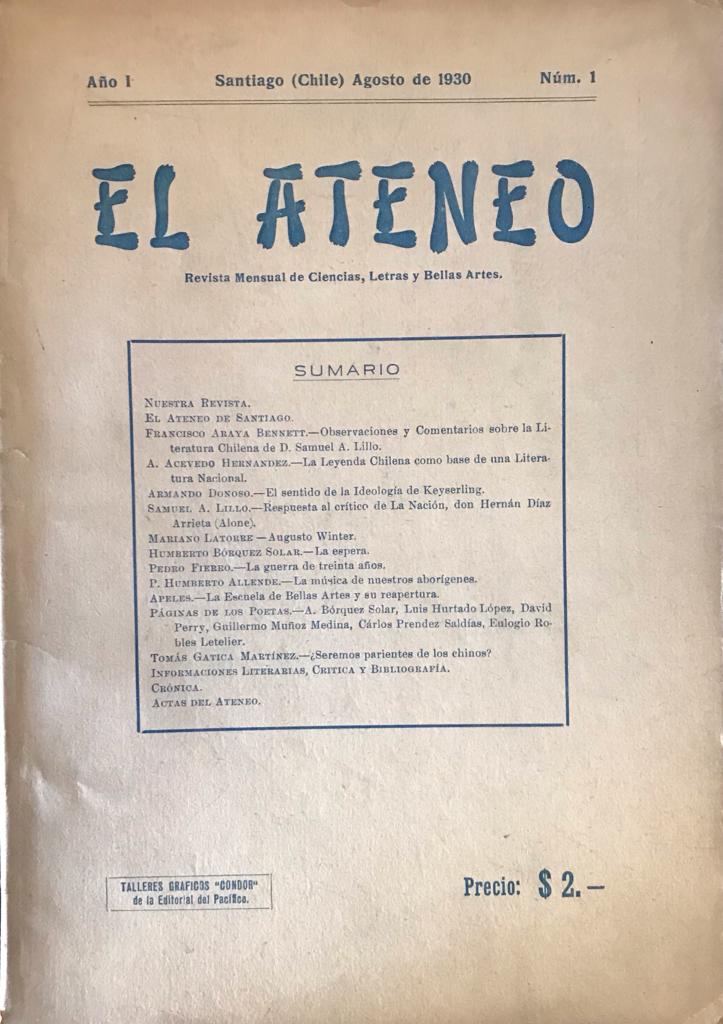 Año I Santiago (Chile) Agosto de 1930 Núm. 1
EL ATENEO
Revista Mensual de Ciencias, Letras y Bellas Artes.
SUMARIO
NUESTRA REVISTA.
EL ATENEO DE SANTIAGO.
FRANCISCO ARAYA BENNETT.—Observaciones y Comentarios sobre la Li-
teratura Chilena de D. Samuel A. Lillo.
A. ACEVEDO HERNANDEZ.—La Leyenda Chilena como base de una Litera-
tura Nacional.
ARMANDO DONOSO.—El sentido de la Ideología de Keyserling.
SAMUEL A. LILLO.—Respuesta al crítico de La Nación, don Hernán Díaz
Arrieta (Alone).
MARIANO LATORRE—Augusto Winter.
HUMBERTO BÓRQUEZ SOLAR.—La espera.
PEDRO FIERRO.—La guerra de treinta años.
P. HUMBERTO ALLENDE.—La música de nuestros aborígenes.
APELES.—La Escuela de Bellas Artes y su reapertura.
PÁGINAS DE LOS POETAS.—A. Bórquez Solar, Luis Hurtado López, David
Perry, Guillermo Muñoz Medina, Cárlos Prendez Saldías, Eulogio Ro-
bles Letelier.
TOMÁS GATICA MARTÍNEZ.—¿Seremos parientes de los chinos?
INFORMACIONES LITERARIAS, CRITICA Y BIBLIOGRAFÍA.
CRÓNICA.
ACTAS DEL ATENEO.
TALLERES GRAFICOS "CONDOR"
de la Editorial del Pacífico.
Precio: $ 2.—